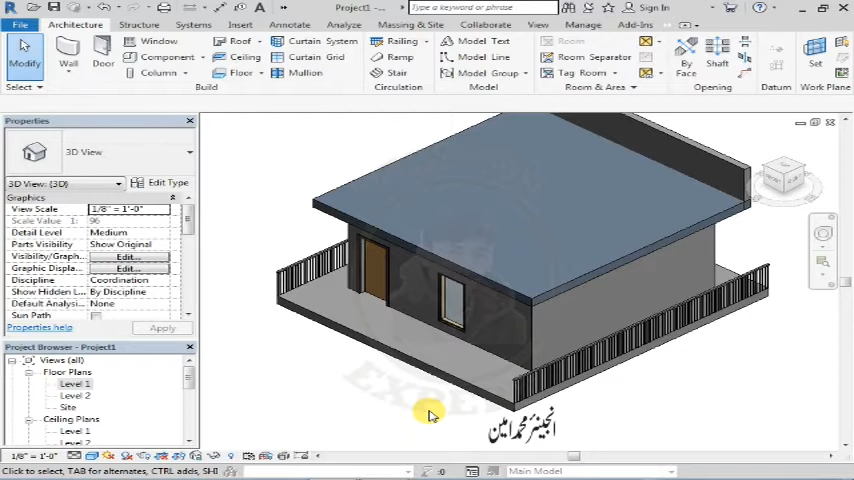 Project1 -...
Type a keyword or phrase
Sign In
File Architecture Structure Systems Insert Annotate Analyze Massing & Site Collaborate View Manage Add-Ins
Modify
Wall
Door
Window
Component
Column
Roof
Ceiling
Floor
Curtain System
Curtain Grid
Mullion
Railing
Ramp
Stair
Model Text
Model Line
Model Group
Room
Room Separator
Tag Room
By Face
Shaft
Set
Select
Build
Circulation
Model
Room & Area
Opening
Datum
Work Plane
Properties
3D View
3D View: {3D}
Edit Type
Graphics
View Scale 1/8" = 1'-0"
Scale Value 1: 96
Detail Level Medium
Parts Visibility Show Original
Visibility/Graph... Edit...
Graphic Displa... Edit...
Discipline Coordination
Show Hidden L... By Discipline
Default Analysi... None
Sun Path
Properties help
Apply
Project Browser - Project1
Views (all)
Floor Plans
Level 1
Level 2
Site
Ceiling Plans
Level 1
Level 2
EXPERT
انجینئر محمد امین
1/8" = 1'-0"
Click to select, TAB for alternates, CTRL adds, SHI
:0
Main Model